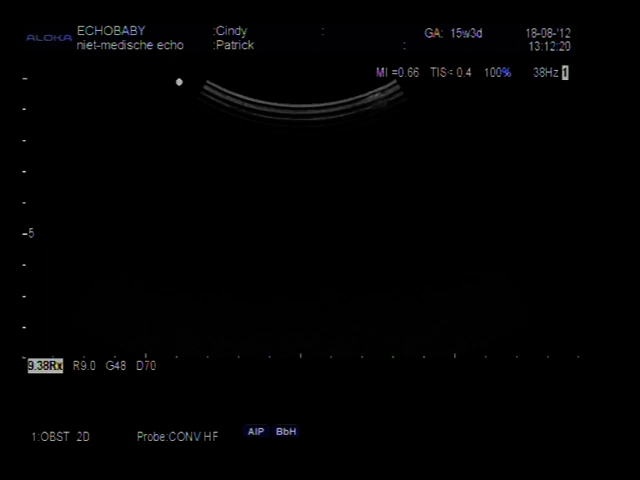 ALOKA ECHOBABY :Cindy : GA: 15w3d 18-08-'12
niet-medische echo :Patrick : 13:12:20
MI =0.66 TIS< 0.4 100% 38Hz 1
5
9.38Rx R9.0 G48 D70
1:OBST 2D Probe:CONV HF AIP BbH